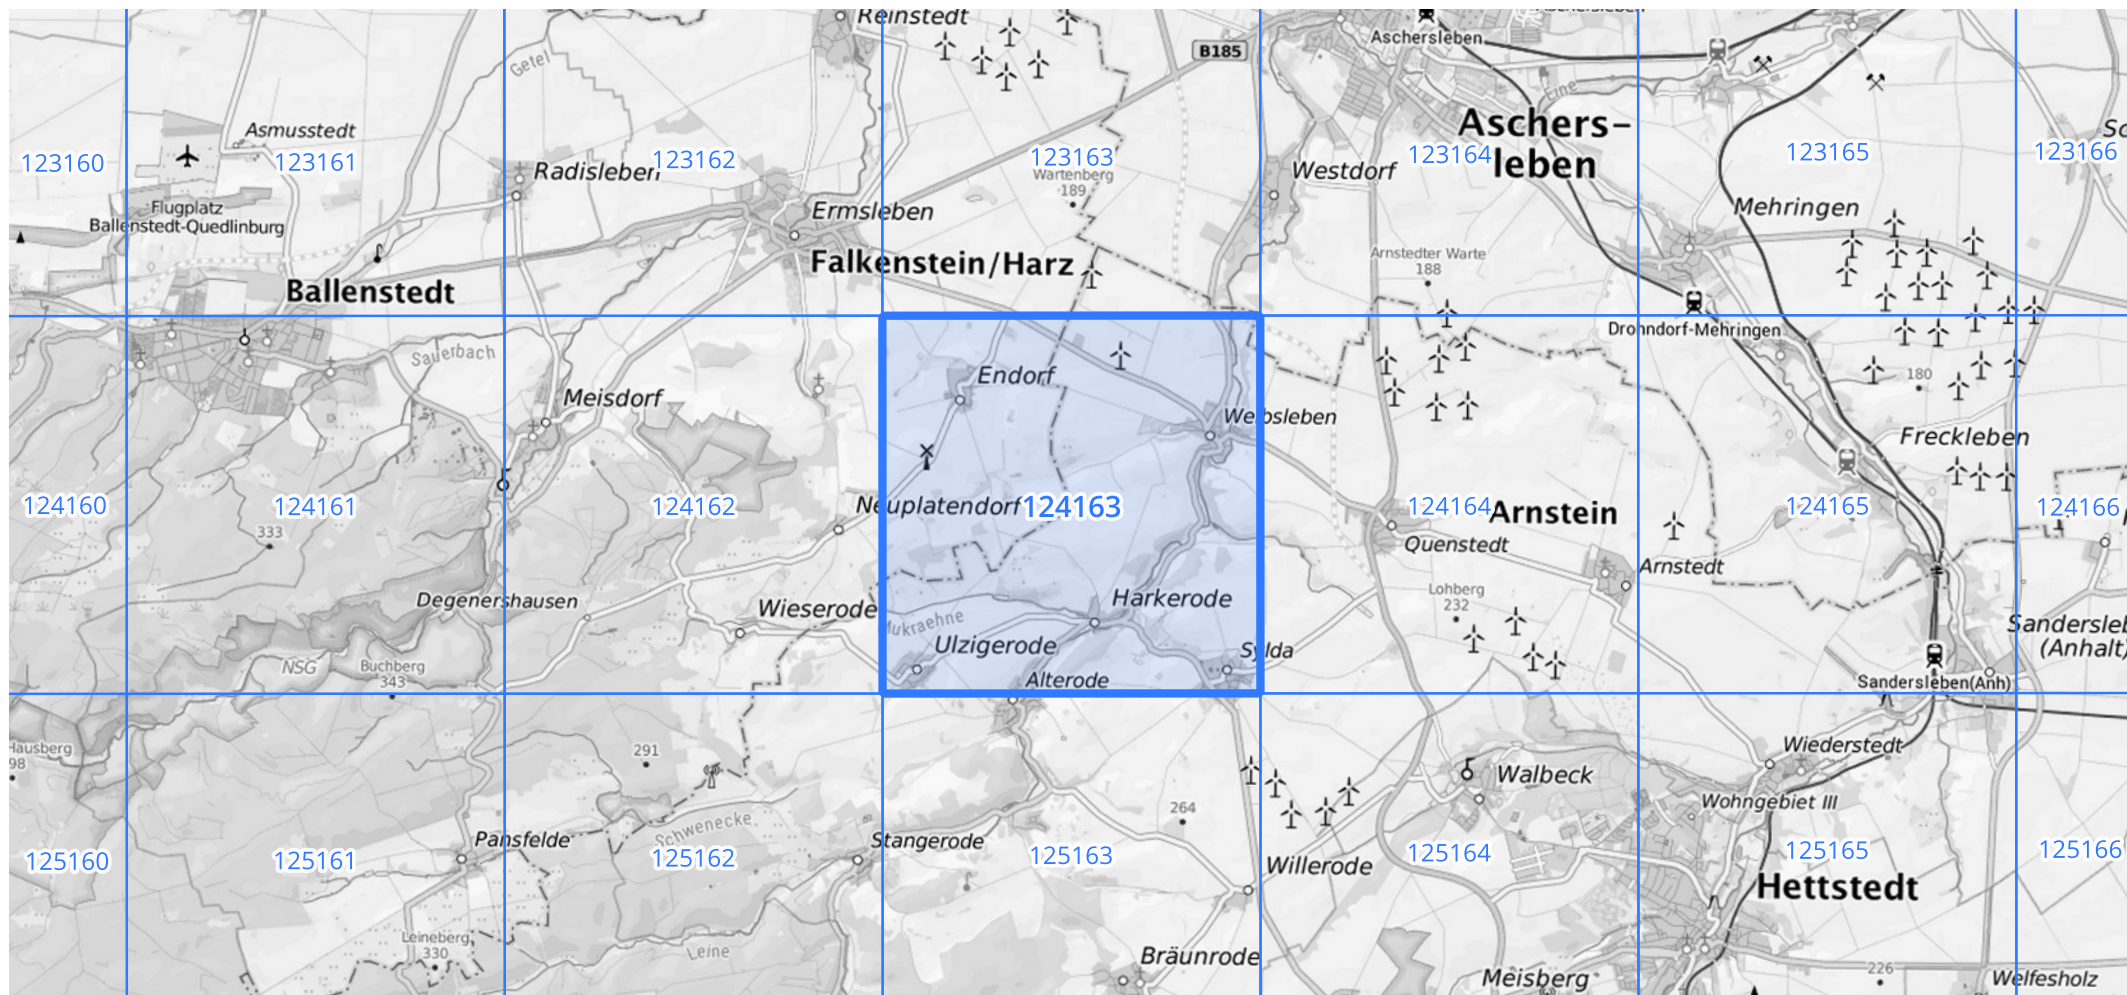 Reinstedt
B185
Aschersleben
Aschersleben
Getel
Eine
Asmusstedt
Aschers-
leben
123160
123161
123162
123163
123164
123165
123166
Radisleben
Wartenberg
189
Westdorf
Flugplatz
Ballenstedt-Quedlinburg
Ermsleben
Mehringen
Falkenstein/Harz
Arnstedter Warte
188
Ballenstedt
Drohndorf-Mehringen
Sauerbach
Endorf
180
Meisdorf
Welbsleben
Freckleben
124160
124161
124162
Neuplatendorf
124163
124164
Arnstein
124165
124166
333
Quenstedt
Arnstedt
Degenershausen
Wieserode
Harkerode
Lohberg
232
Mukraehne
Sandersleb
(Anhalt)
Ulzigerode
Sylda
NSG
Buchberg
343
Alterode
Sandersleben(Anh)
Hausberg
98
291
Wiederstedt
Walbeck
Wohngebiet III
264
Schwenecke
Pansfelde
Stangerode
125160
125161
125162
125163
Willerode
125164
125165
125166
Hettstedt
Leineberg
330
Leine
Bräunrode
Meisberg
226
Welfesholz